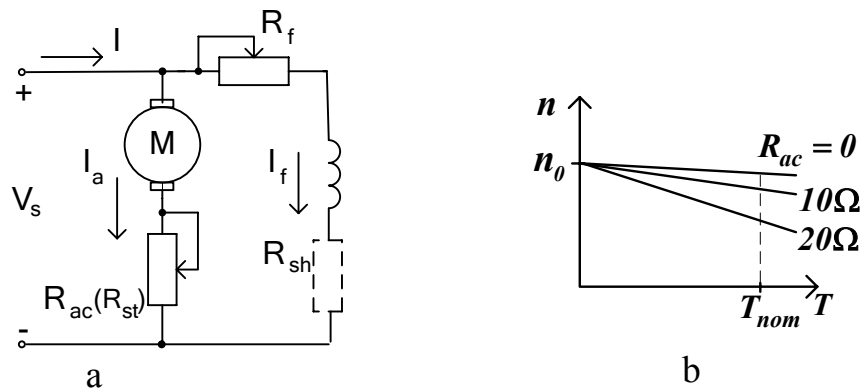 I
R_f
+
M
I_a
I_f
V_s
R_sh
R_ac(R_st)
-
a
n
n_0
R_ac = 0
10Ω
20Ω
T_nom
T
b